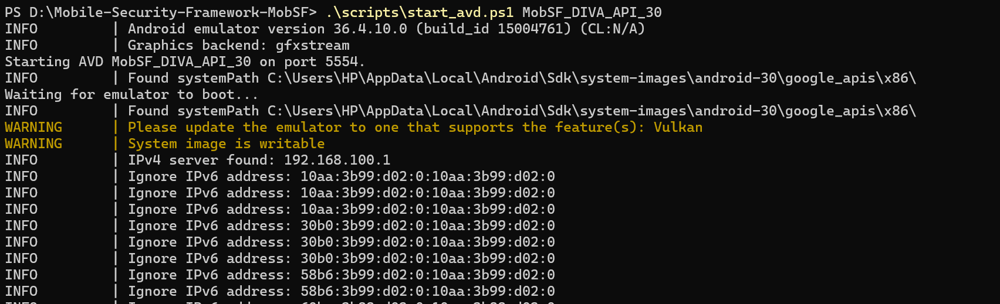 PS D:\Mobile-Security-Framework-MobSF> .\scripts\start_avd.ps1 MobSF_DIVA_API_30
INFO         | Android emulator version 36.4.10.0 (build_id 15004761) (CL:N/A)
INFO         | Graphics backend: gfxstream
Starting AVD MobSF_DIVA_API_30 on port 5554.
INFO         | Found systemPath C:\Users\HP\AppData\Local\Android\Sdk\system-images\android-30\google_apis\x86\
Waiting for emulator to boot...
INFO         | Found systemPath C:\Users\HP\AppData\Local\Android\Sdk\system-images\android-30\google_apis\x86\
WARNING      | Please update the emulator to one that supports the feature(s): Vulkan
WARNING      | System image is writable
INFO         | IPv4 server found: 192.168.100.1
INFO         | Ignore IPv6 address: 10aa:3b99:d02:0:10aa:3b99:d02:0
INFO         | Ignore IPv6 address: 10aa:3b99:d02:0:10aa:3b99:d02:0
INFO         | Ignore IPv6 address: 10aa:3b99:d02:0:10aa:3b99:d02:0
INFO         | Ignore IPv6 address: 30b0:3b99:d02:0:10aa:3b99:d02:0
INFO         | Ignore IPv6 address: 30b0:3b99:d02:0:10aa:3b99:d02:0
INFO         | Ignore IPv6 address: 30b0:3b99:d02:0:10aa:3b99:d02:0
INFO         | Ignore IPv6 address: 58b6:3b99:d02:0:10aa:3b99:d02:0
INFO         | Ignore IPv6 address: 58b6:3b99:d02:0:10aa:3b99:d02:0